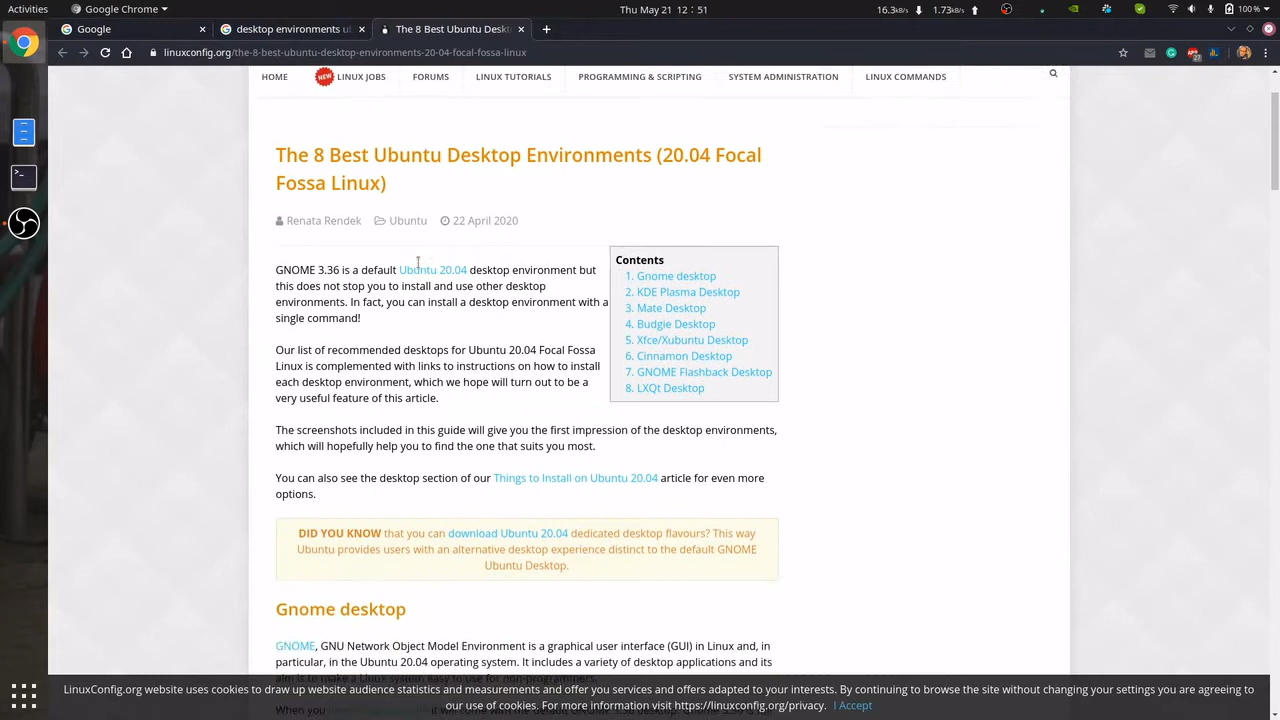 Activities
Google Chrome
Thu May 21 12:51
16.3kB/s
1.73kB/s
100%
Google
desktop environments u
The 8 Best Ubuntu Deskt
linuxconfig.org/the-8-best-ubuntu-desktop-environments-20-04-focal-fossa-linux
HOME
NEW
LINUX JOBS
FORUMS
LINUX TUTORIALS
PROGRAMMING & SCRIPTING
SYSTEM ADMINISTRATION
LINUX COMMANDS
The 8 Best Ubuntu Desktop Environments (20.04 Focal
Fossa Linux)
Renata Rendek
Ubuntu
22 April 2020
GNOME 3.36 is a default Ubuntu 20.04 desktop environment but
this does not stop you to install and use other desktop
environments. In fact, you can install a desktop environment with a
single command!
Contents
1. Gnome desktop
2. KDE Plasma Desktop
3. Mate Desktop
4. Budgie Desktop
5. Xfce/Xubuntu Desktop
6. Cinnamon Desktop
7. GNOME Flashback Desktop
8. LXQt Desktop
Our list of recommended desktops for Ubuntu 20.04 Focal Fossa
Linux is complemented with links to instructions on how to install
each desktop environment, which we hope will turn out to be a
very useful feature of this article.
The screenshots included in this guide will give you the first impression of the desktop environments,
which will hopefully help you to find the one that suits you most.
You can also see the desktop section of our Things to Install on Ubuntu 20.04 article for even more
options.
DID YOU KNOW that you can download Ubuntu 20.04 dedicated desktop flavours? This way
Ubuntu provides users with an alternative desktop experience distinct to the default GNOME
Ubuntu Desktop.
Gnome desktop
GNOME, GNU Network Object Model Environment is a graphical user interface (GUI) in Linux and, in
particular, in the Ubuntu 20.04 operating system. It includes a variety of desktop applications and its
aim is to make a Linux system easy to use for non-programmers.
When you
LinuxConfig.org website uses cookies to draw up website audience statistics and measurements and offer you services and offers adapted to your interests. By continuing to browse the site without changing your settings you are agreeing to
our use of cookies. For more information visit https://linuxconfig.org/privacy. I Accept